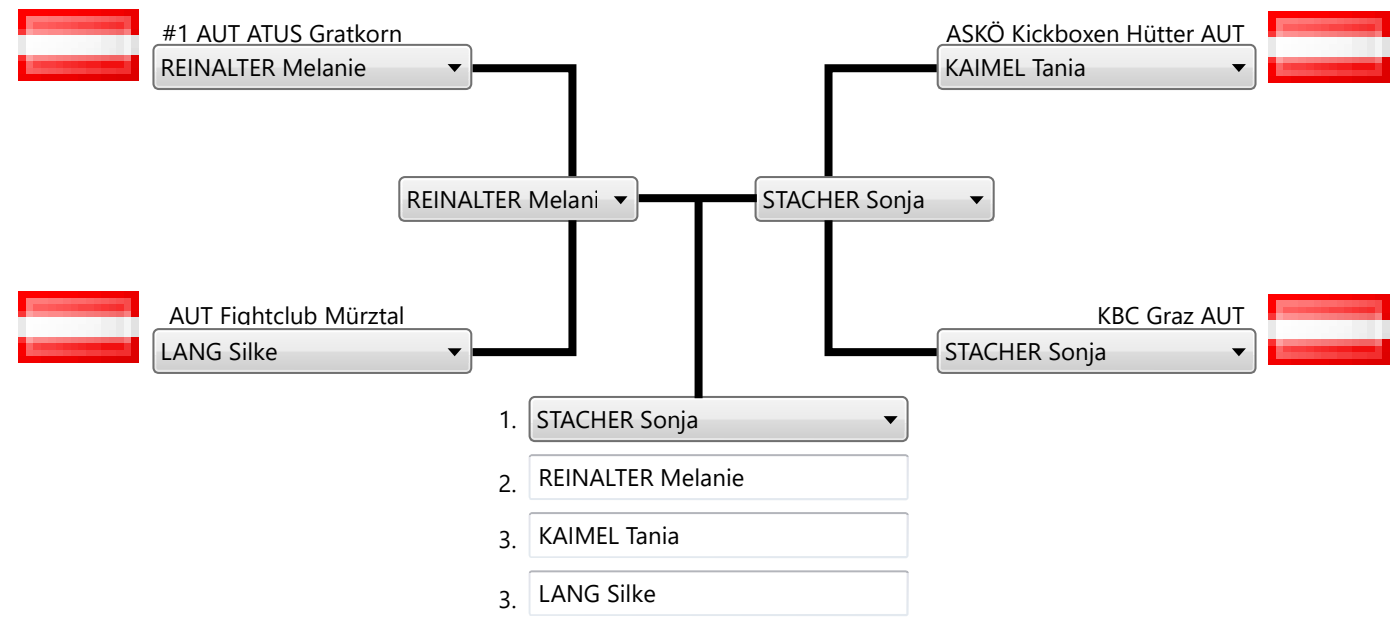 #1 AUT ATUS Gratkorn
ASKÖ Kickboxen Hütter AUT
REINALTER Melanie
KAIMEL Tania
REINALTER Melani
STACHER Sonja
AUT Fightclub Mürztal
KBC Graz AUT
LANG Silke
STACHER Sonja
1. STACHER Sonja
2. REINALTER Melanie
3. KAIMEL Tania
3. LANG Silke